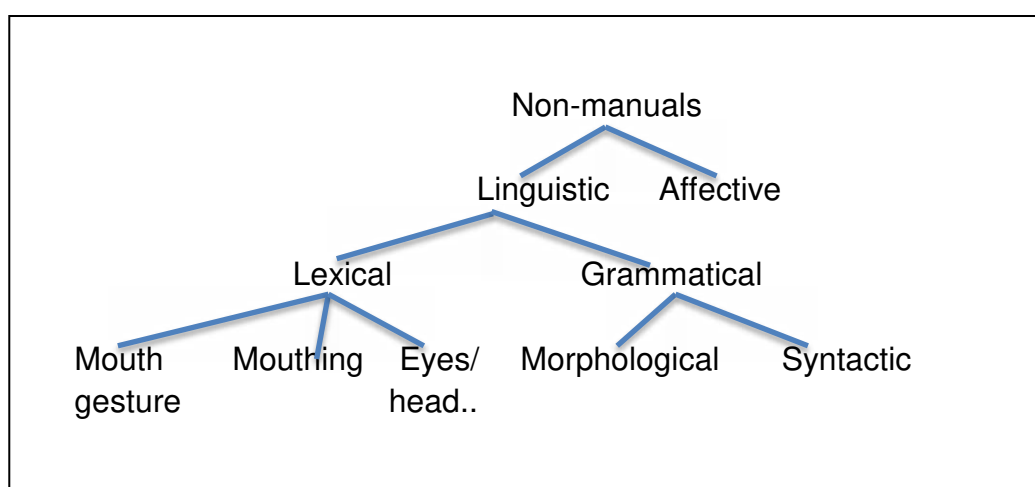 Non-manuals
Linguistic Affective
Lexical Grammatical
Mouth Mouthing Eyes/ Morphological Syntactic
gesture head..